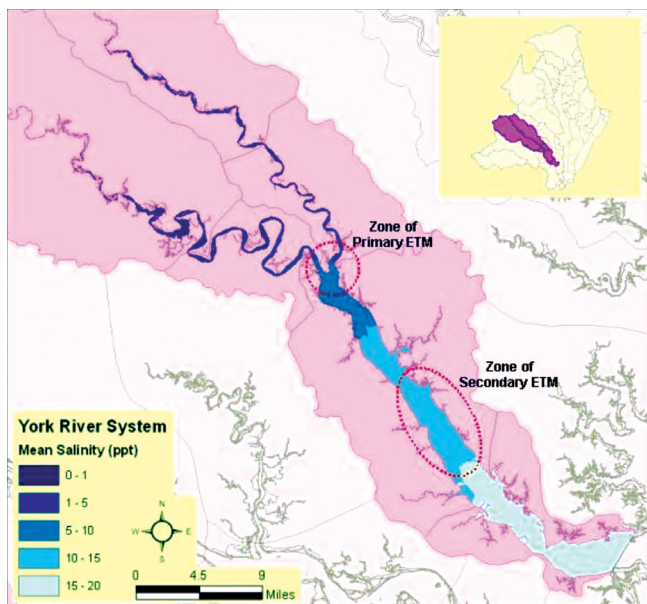 Zone of
Primary ETM
Zone of
Secondary ETM
York River System
Mean Salinity (ppt)
0 - 1
1 - 5
5 - 10
10 - 15
15 - 20
N
W E
S
0 4.5 9
Miles